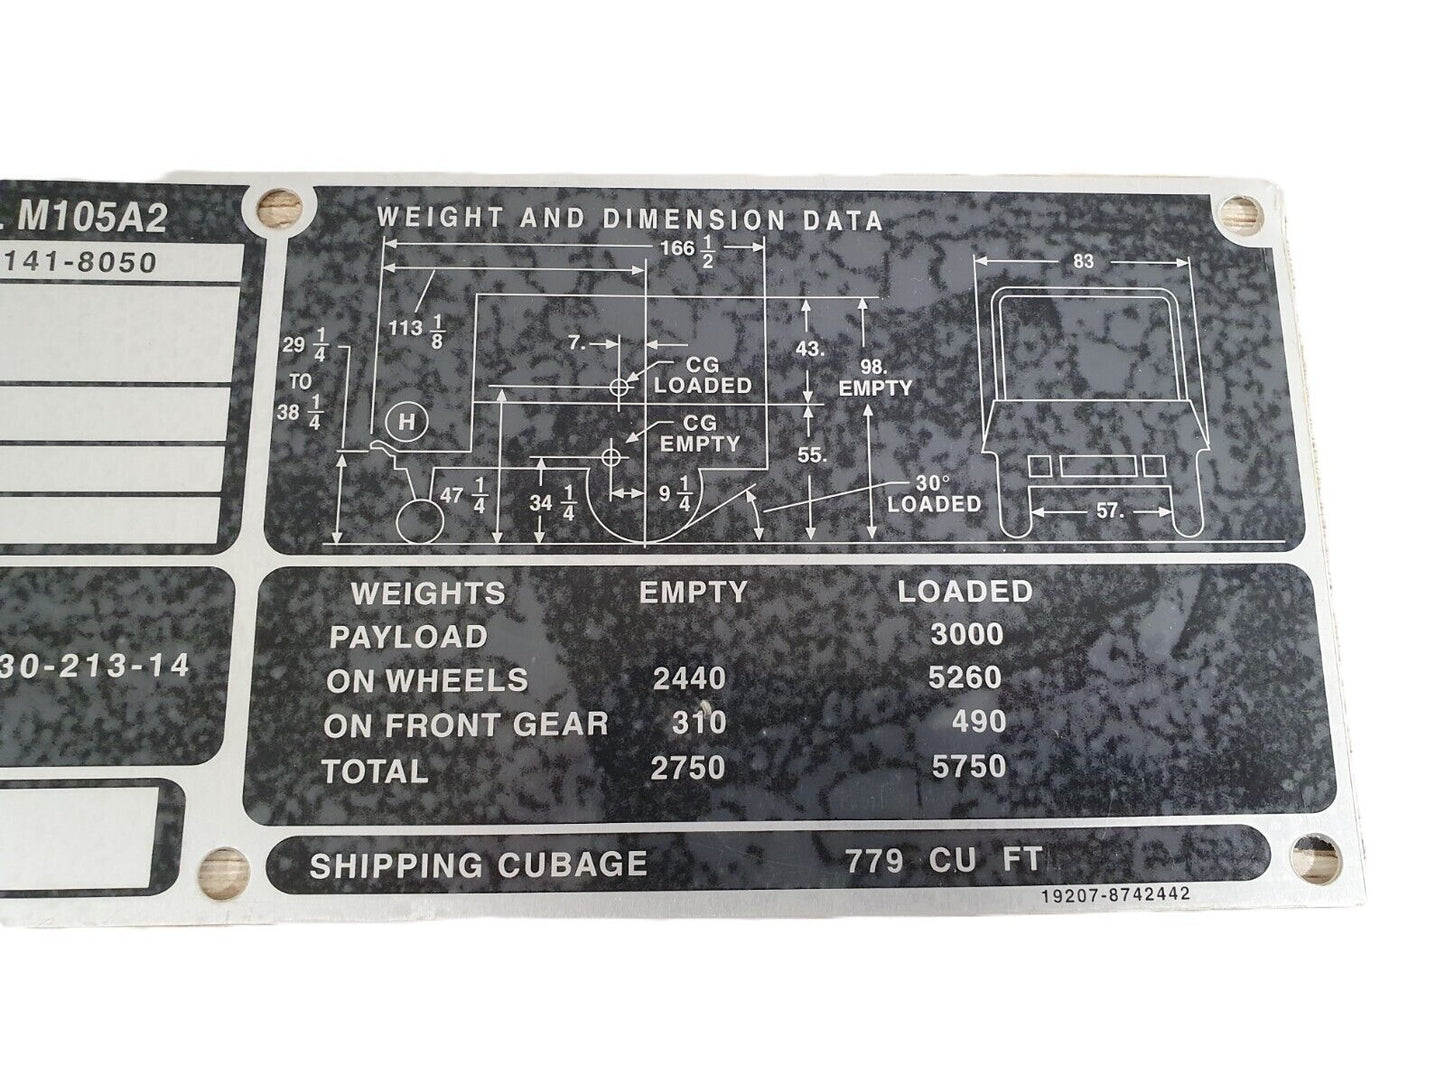 . M105A2
141-8050
30-213-14
WEIGHT AND DIMENSION DATA
166 1/2
83
113 1/8
7.
29 1/4
TO
38 1/4
CG
LOADED
43.
98.
EMPTY
H
CG
EMPTY
55.
47 1/4
34 1/4
9 1/4
30°
LOADED
57.
WEIGHTS EMPTY LOADED
PAYLOAD 3000
ON WHEELS 2440 5260
ON FRONT GEAR 310 490
TOTAL 2750 5750
SHIPPING CUBAGE 779 CU FT
19207-8742442